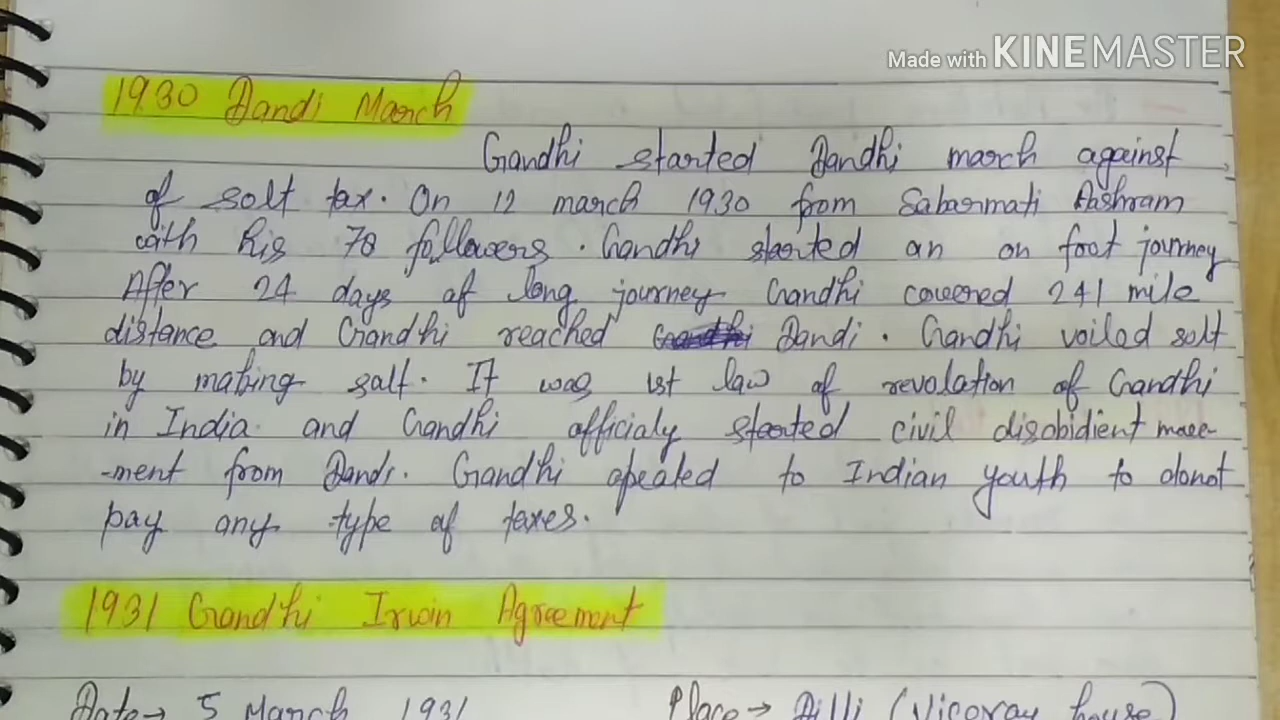 Made with KINEMASTER
1930 Dandi March
Gandhi started Dandhi march against
of solt tax. On 12 march 1930 from Sabarmati Aashram
with his 78 followers. Gandhi started an on foot journey
After 24 days of long journey Gandhi covered 241 mile
distance and Gandhi reached Dandi. Gandhi voiled solt
by making salt. It was 1st law of revolation of Gandhi
in India and Gandhi officialy started civil disobidient move-
-ment from Dandi. Gandhi apealed to Indian youth to donot
pay any type of taxes.
1931 Gandhi Irwin Agreement
Date→ 5 March 1931 Place→ Dilli (Viceroy house)